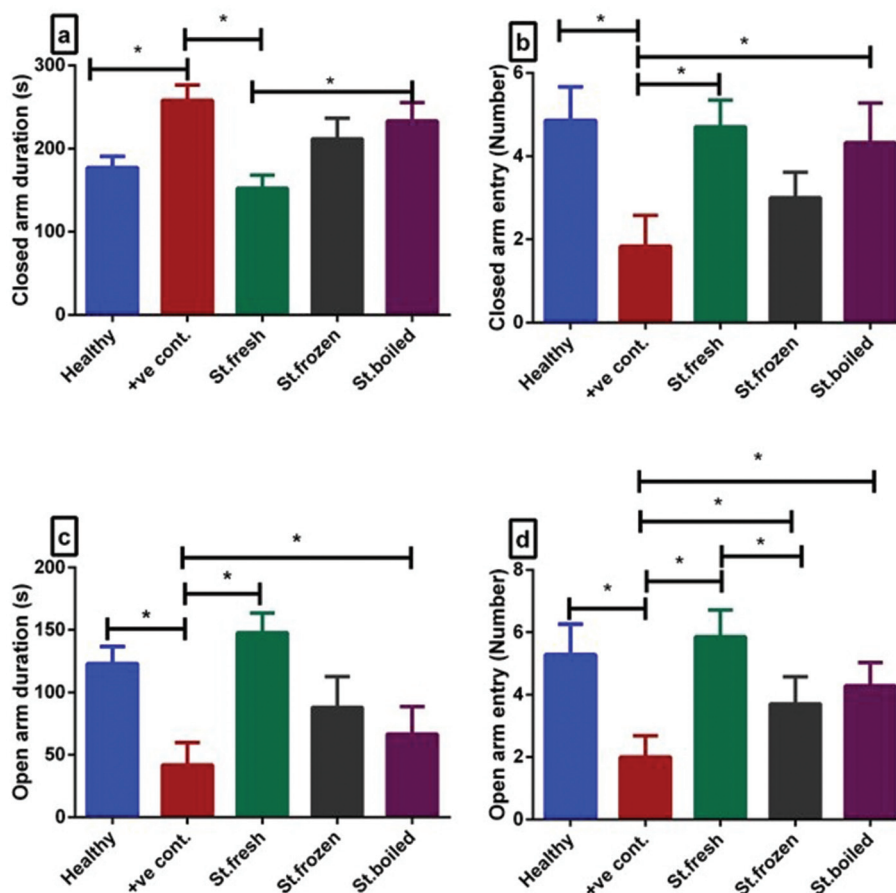 a
*
*
*
Closed arm duration (s)
300
200
100
0
Healthy
+ve cont.
St.fresh
St.frozen
St.boiled
b
*
*
*
Closed arm entry (Number)
6
4
2
0
Healthy
+ve cont.
St.fresh
St.frozen
St.boiled
c
*
*
*
Open arm duration (s)
200
150
100
50
0
Healthy
+ve cont.
St.fresh
St.frozen
St.boiled
d
*
*
*
*
*
Open arm entry (Number)
8
6
4
2
0
Healthy
+ve cont.
St.fresh
St.frozen
St.boiled